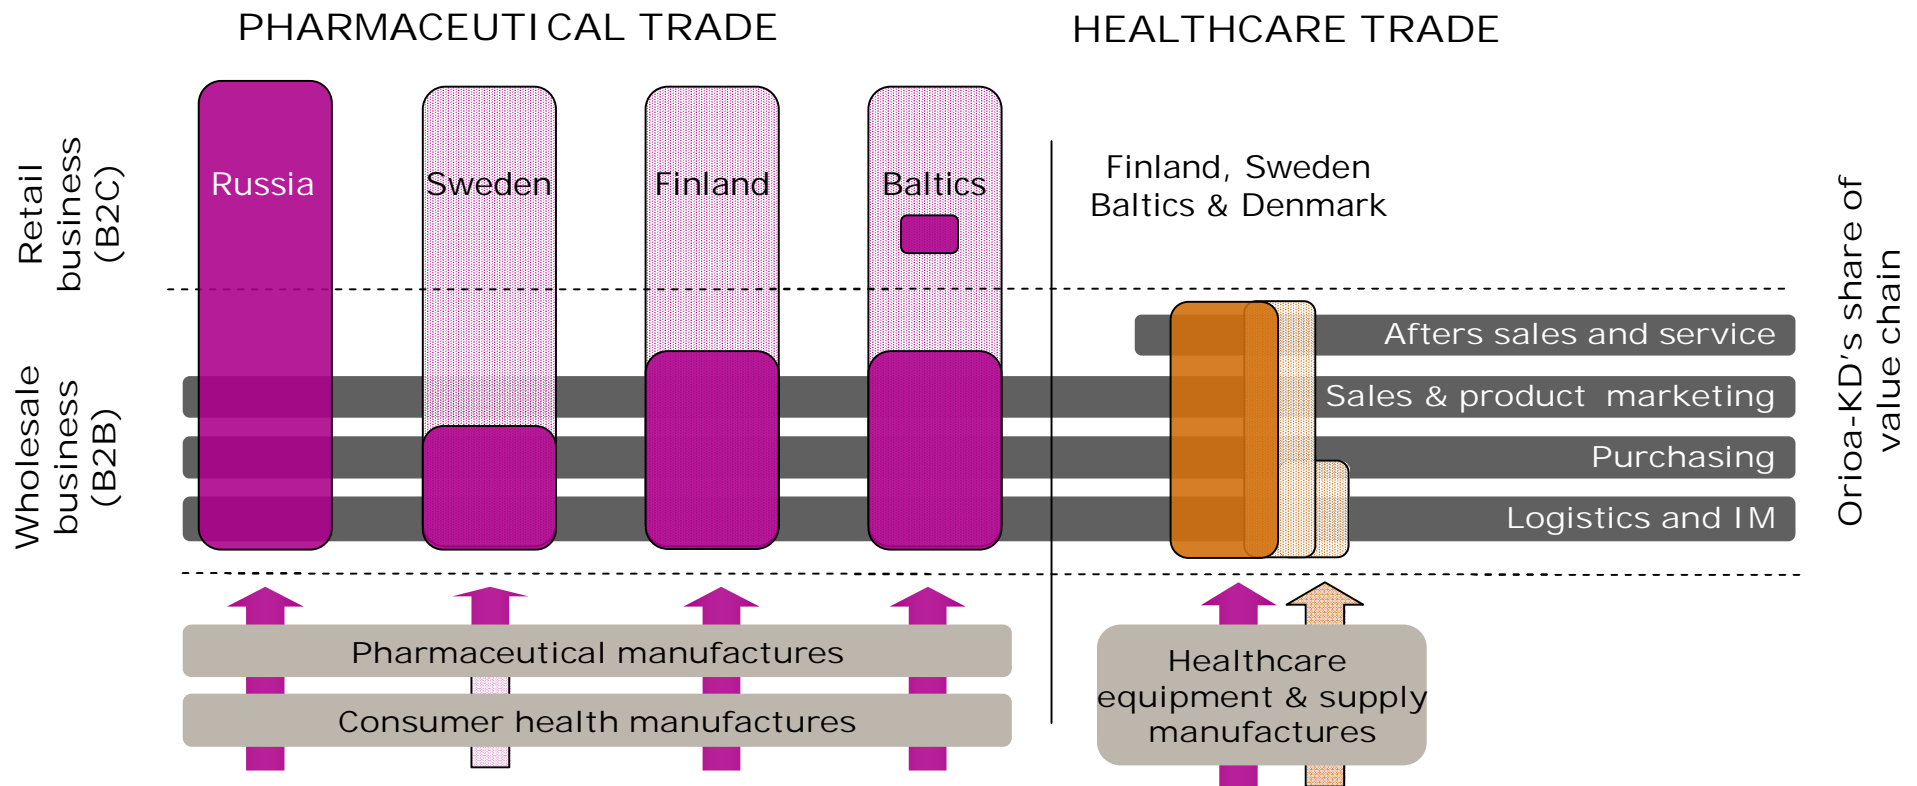 PHARMACEUTICAL TRADE
HEALTHCARE TRADE
Retail
business
(B2C)
Russia
Sweden
Finland
Baltics
Finland, Sweden
Baltics & Denmark
Wholesale
business
(B2B)
Afters sales and service
Sales & product marketing
Purchasing
Logistics and IM
Orioa-KD's share of
value chain
Pharmaceutical manufactures
Consumer health manufactures
Healthcare
equipment & supply
manufactures